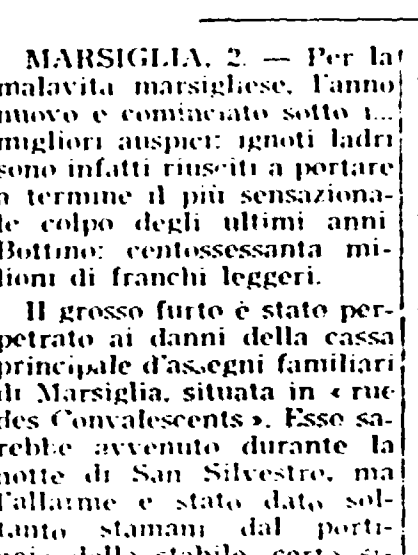 MARSIGLIA, 2. — Per la
malavita marsigliese, l'anno
nuovo è cominciato sotto i...
migliori auspici: ignoti ladri
sono infatti riusciti a portare
a termine il più sensaziona-
le colpo degli ultimi anni
Bottino: centossessanta mi-
lioni di franchi leggeri.
Il grosso furto è stato per-
petrato ai danni della cassa
principale d'assegni familiari
di Marsiglia, situata in « rue
des Convalescents ». Esso sa-
rebbe avvenuto durante la
notte di San Silvestro, ma
l'allarme è stato dato sol-
tanto stamani dal porti-
dello stabile, certo